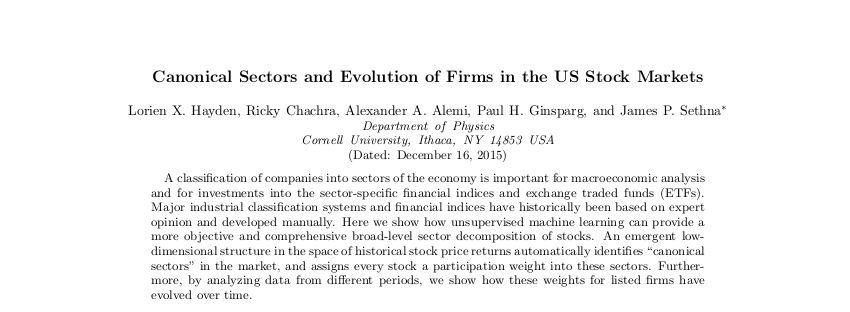 Canonical Sectors and Evolution of Firms in the US Stock Markets
Lorien X. Hayden, Ricky Chachra, Alexander A. Alemi, Paul H. Ginsparg, and James P. Sethna*
Department of Physics
Cornell University, Ithaca, NY 14853 USA
(Dated: December 16, 2015)
A classification of companies into sectors of the economy is important for macroeconomic analysis
and for investments into the sector-specific financial indices and exchange traded funds (ETFs).
Major industrial classification systems and financial indices have historically been based on expert
opinion and developed manually. Here we show how unsupervised machine learning can provide a
more objective and comprehensive broad-level sector decomposition of stocks. An emergent low-
dimensional structure in the space of historical stock price returns automatically identifies “canonical
sectors” in the market, and assigns every stock a participation weight into these sectors. Further-
more, by analyzing data from different periods, we show how these weights for listed firms have
evolved over time.